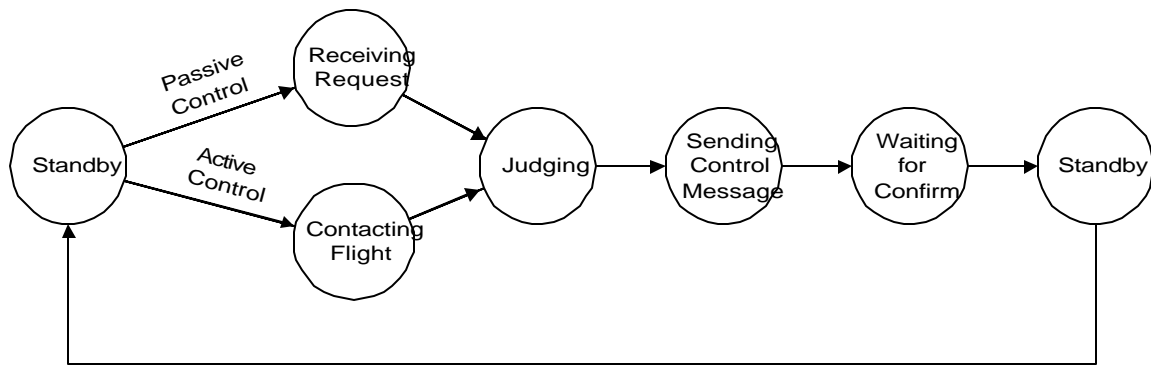 Standby
Passive
Control
Active
Control
Receiving
Request
Contacting
Flight
Judging
Sending
Control
Message
Waiting
for
Confirm
Standby